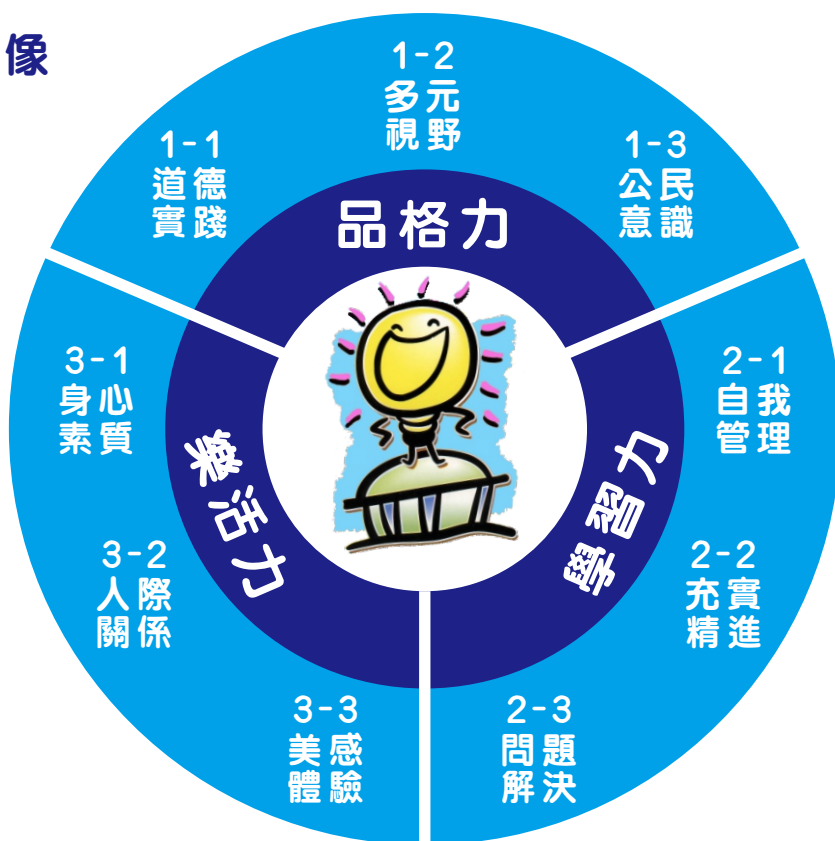 像
1-1
道德
實踐
1-2
多元
視野
1-3
公民
意識
品格力
2-1
自我
管理
2-2
充實
精進
2-3
問題
解決
學習力
3-1
身心
素質
3-2
人際
關係
3-3
美感
體驗
樂活力